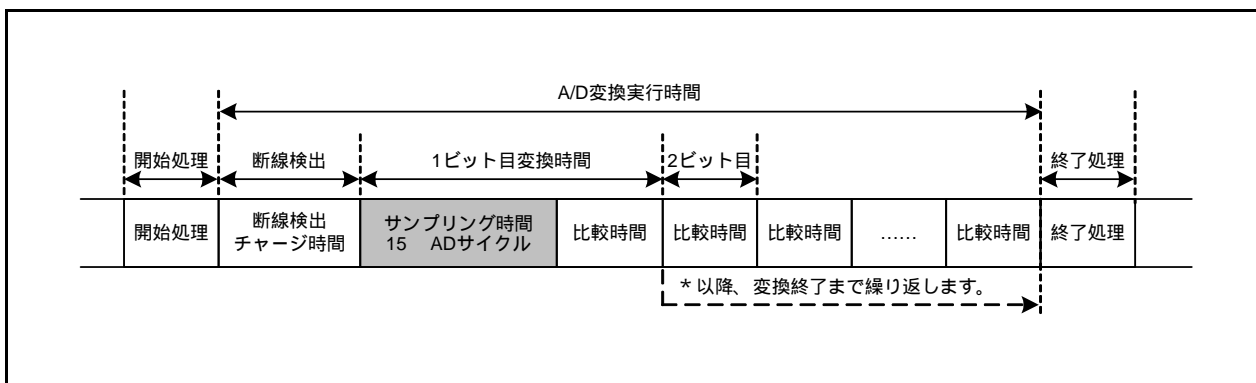 A/D変換実行時間
開始処理 断線検出 1ビット目変換時間 2ビット目 終了処理
開始処理 断線検出 サンプリング時間 比較時間 比較時間 比較時間 …… 比較時間 終了処理
チャージ時間 15 ADサイクル
*以降、変換終了まで繰り返します。